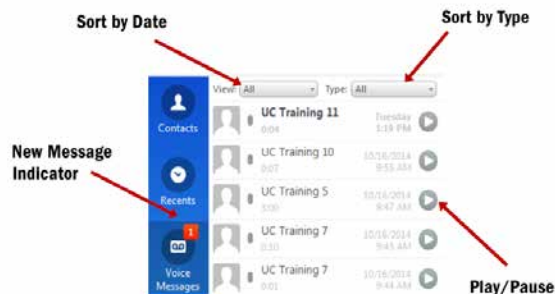 Sort by Date
Sort by Type
View: All Type: All
Contacts
UC Training 11
Tuesday
0:04
1:19 PM
UC Training 10
10/16/2014
0:07
9:53 AM
New Message
Indicator
Recents
UC Training 5
10/16/2014
9:47 AM
1
UC Training 7
10/16/2014
0:10
9:45 AM
Voice
Messages
UC Training 7
10/16/2014
0:01
9:44 AM
Play/Pause